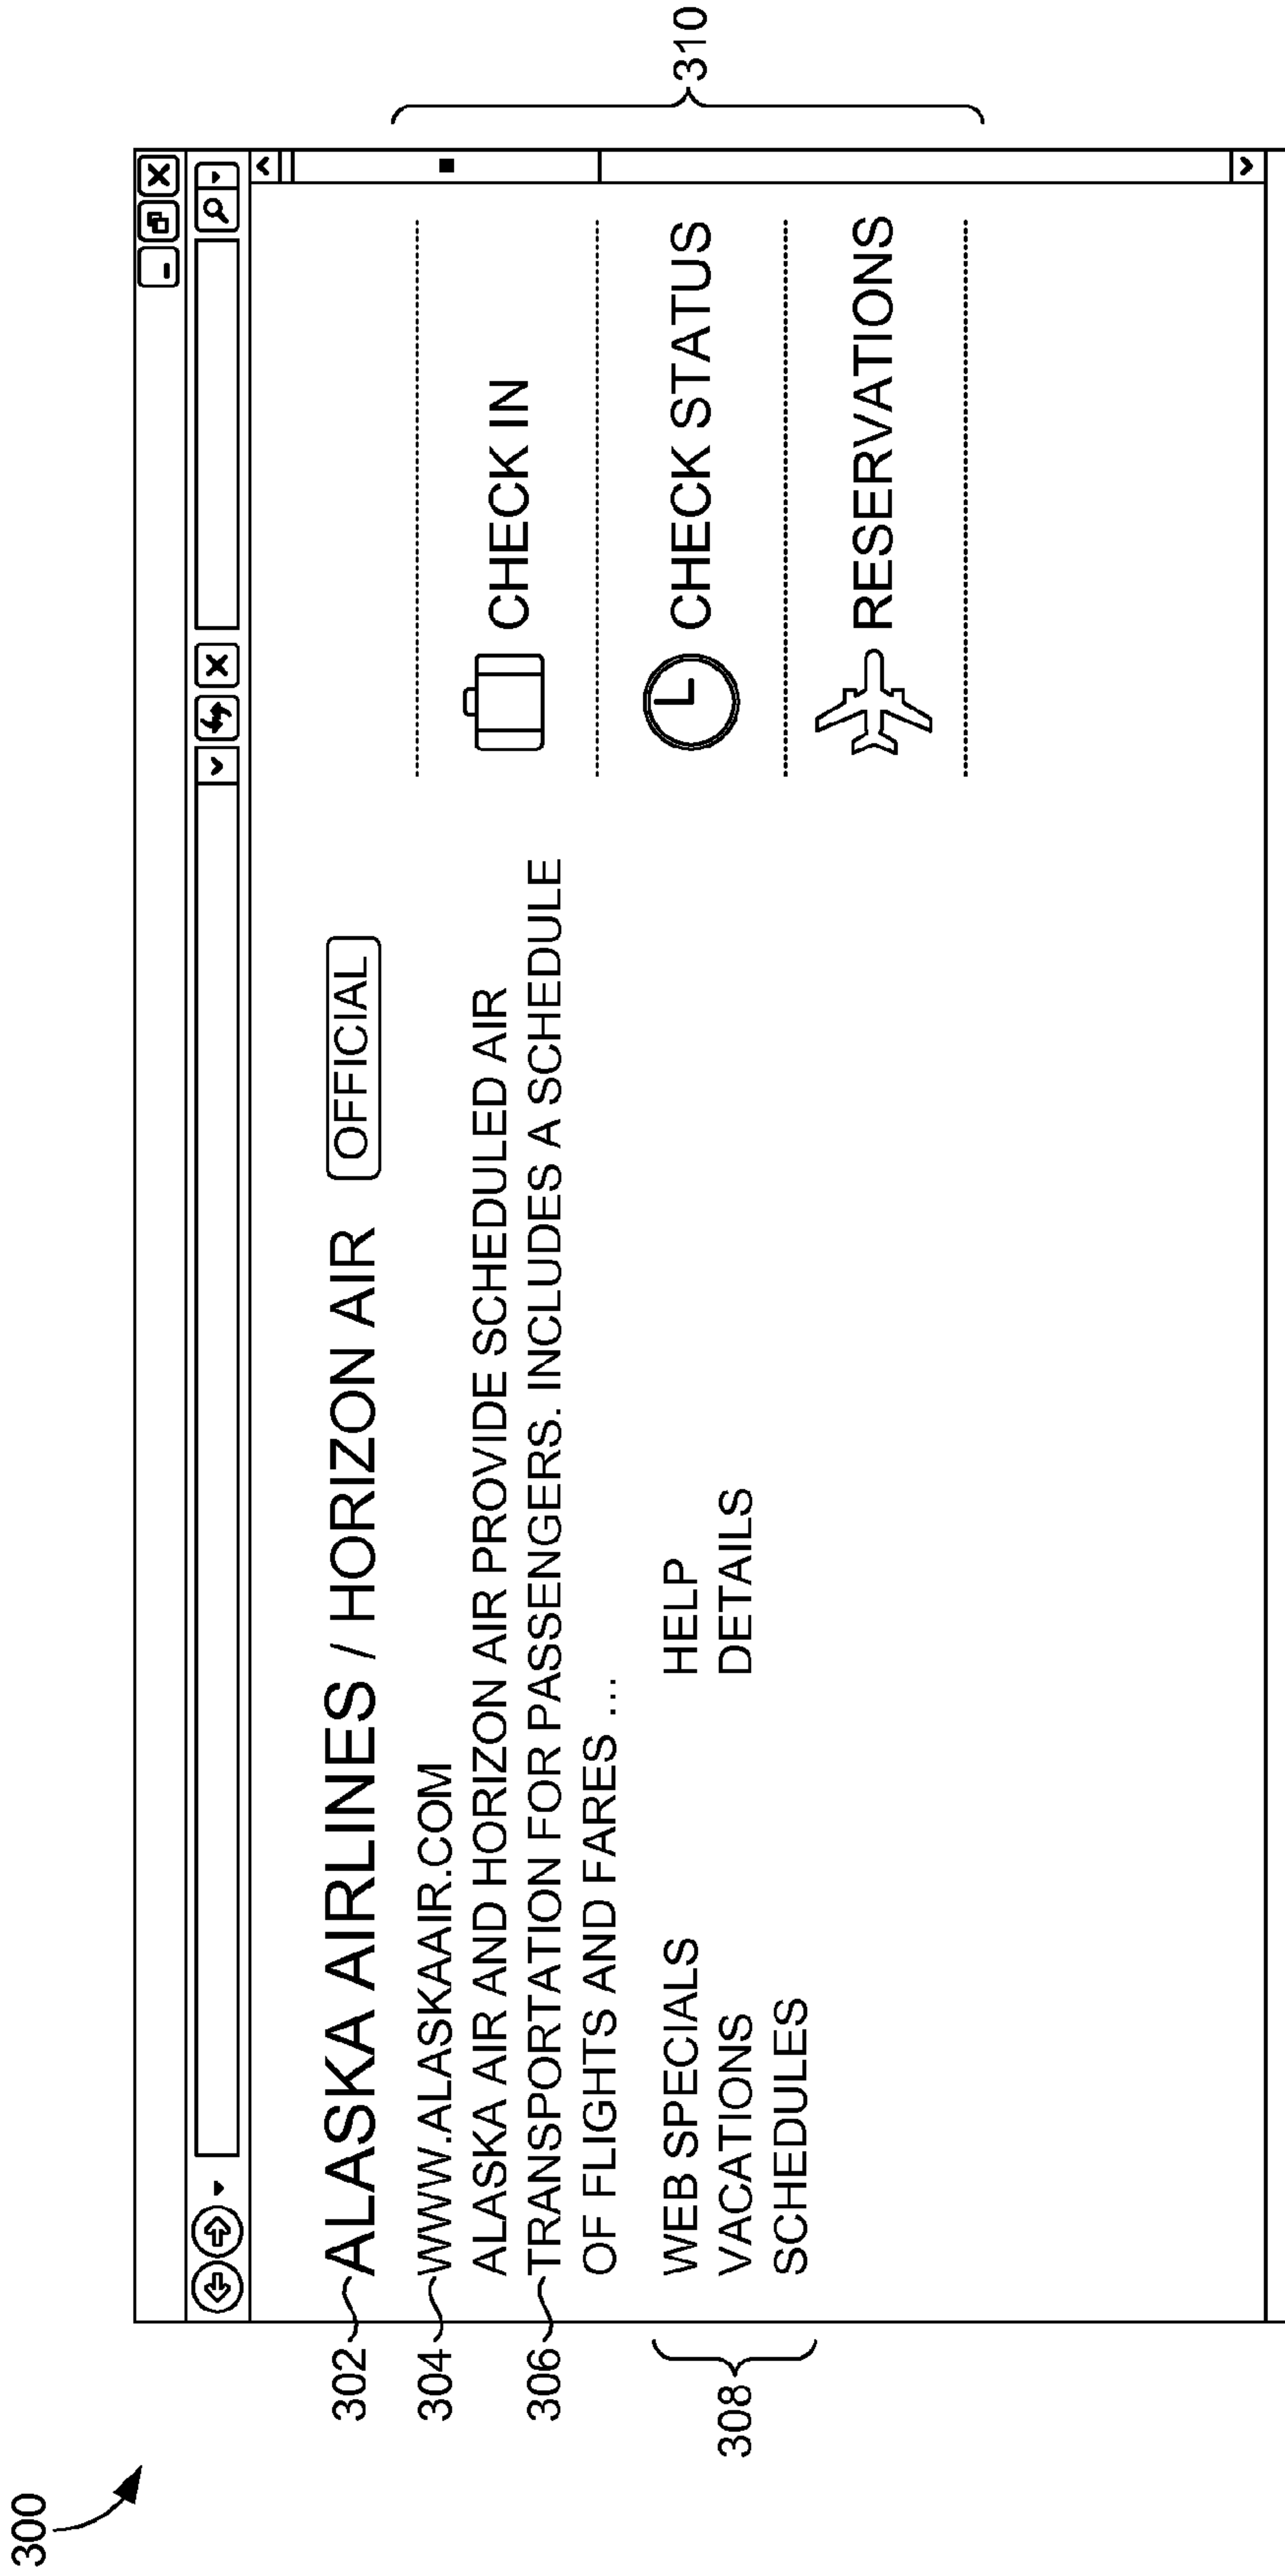 300
302
ALASKA AIRLINES / HORIZON AIR OFFICIAL
304
WWW.ALASKAAIR.COM
ALASKA AIR AND HORIZON AIR PROVIDE SCHEDULED AIR
306
TRANSPORTATION FOR PASSENGERS. INCLUDES A SCHEDULE
OF FLIGHTS AND FARES ...
308
WEB SPECIALS HELP
VACATIONS DETAILS
SCHEDULES
CHECK IN
CHECK STATUS
RESERVATIONS
310